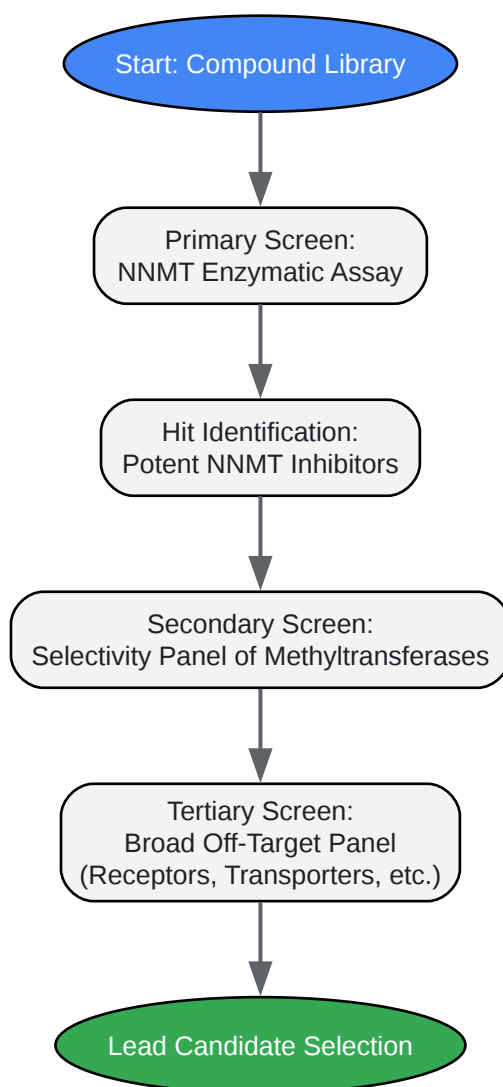 Start: Compound Library
Primary Screen:
NNMT Enzymatic Assay
Hit Identification:
Potent NNMT Inhibitors
Secondary Screen:
Selectivity Panel of Methyltransferases
Tertiary Screen:
Broad Off-Target Panel
(Receptors, Transporters, etc.)
Lead Candidate Selection